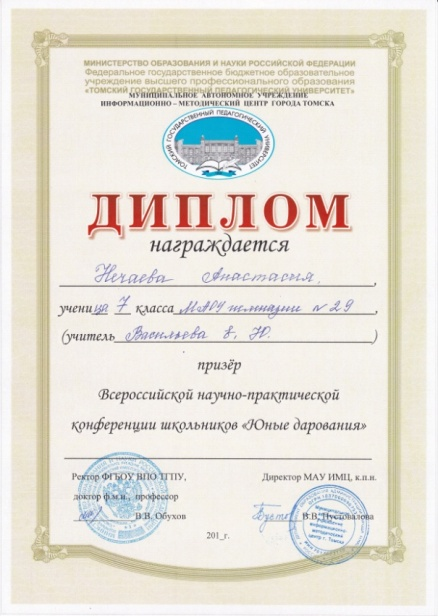 МИНИСТЕРСТВО ОБРАЗОВАНИЯ И НАУКИ РОССИЙСКОЙ ФЕДЕРАЦИИ
Федеральное государственное бюджетное образовательное
учреждение высшего профессионального образования
«ТОМСКИЙ ГОСУДАРСТВЕННЫЙ ПЕДАГОГИЧЕСКИЙ УНИВЕРСИТЕТ»
МУНИЦИПАЛЬНОЕ АВТОНОМНОЕ УЧРЕЖДЕНИЕ
ИНФОРМАЦИОННО – МЕТОДИЧЕСКИЙ ЦЕНТР ГОРОДА ТОМСКА
ТОМСКИЙ ГОСУДАРСТВЕННЫЙ ПЕДАГОГИЧЕСКИЙ УНИВЕРСИТЕТ
ДИПЛОМ
награждается
Нечаева Анастасия,
ученица 7 класса МАОУ гимназии №29
(учитель Васильева Е. Ю.)
призёр
Всероссийской научно-практической
конференции школьников «Юные дарования»
Ректор ФГБОУ ВПО ТГПУ, Директор МАУ ИМЦ, к.п.н.
доктор ф.м.н., профессор
В.В. Обухов В.В. Пустовалова
201_г.